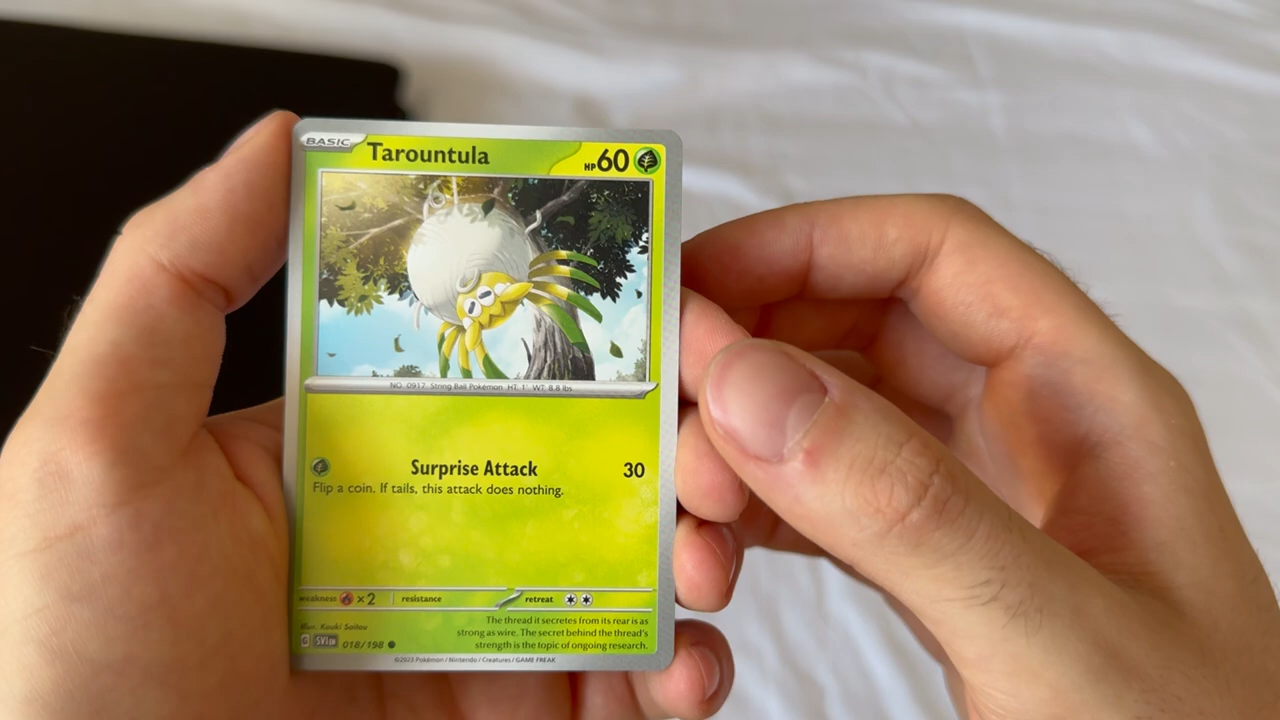 BASIC
Tarountula
HP60
NO. 0917 String Ball Pokémon HT: 1' WT: 8.8 lbs
Surprise Attack 30
Flip a coin. If tails, this attack does nothing.
weakness ×2 resistance retreat
The thread it secretes from its rear is as
strong as wire. The secret behind the thread's
strength is the topic of ongoing research.
Illus. Kouki Saitou
G SVI EN 018/198
©2023 Pokémon / Nintendo / Creatures / GAME FREAK